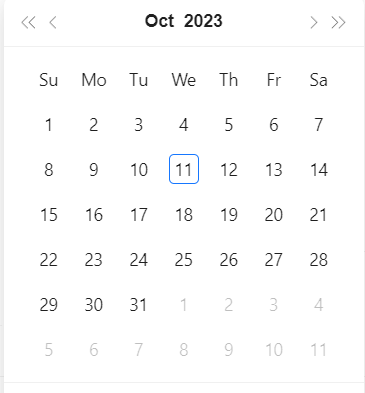 Oct 2023
Su Mo Tu We Th Fr Sa
1 2 3 4 5 6 7
8 9 10 11 12 13 14
15 16 17 18 19 20 21
22 23 24 25 26 27 28
29 30 31 1 2 3 4
5 6 7 8 9 10 11